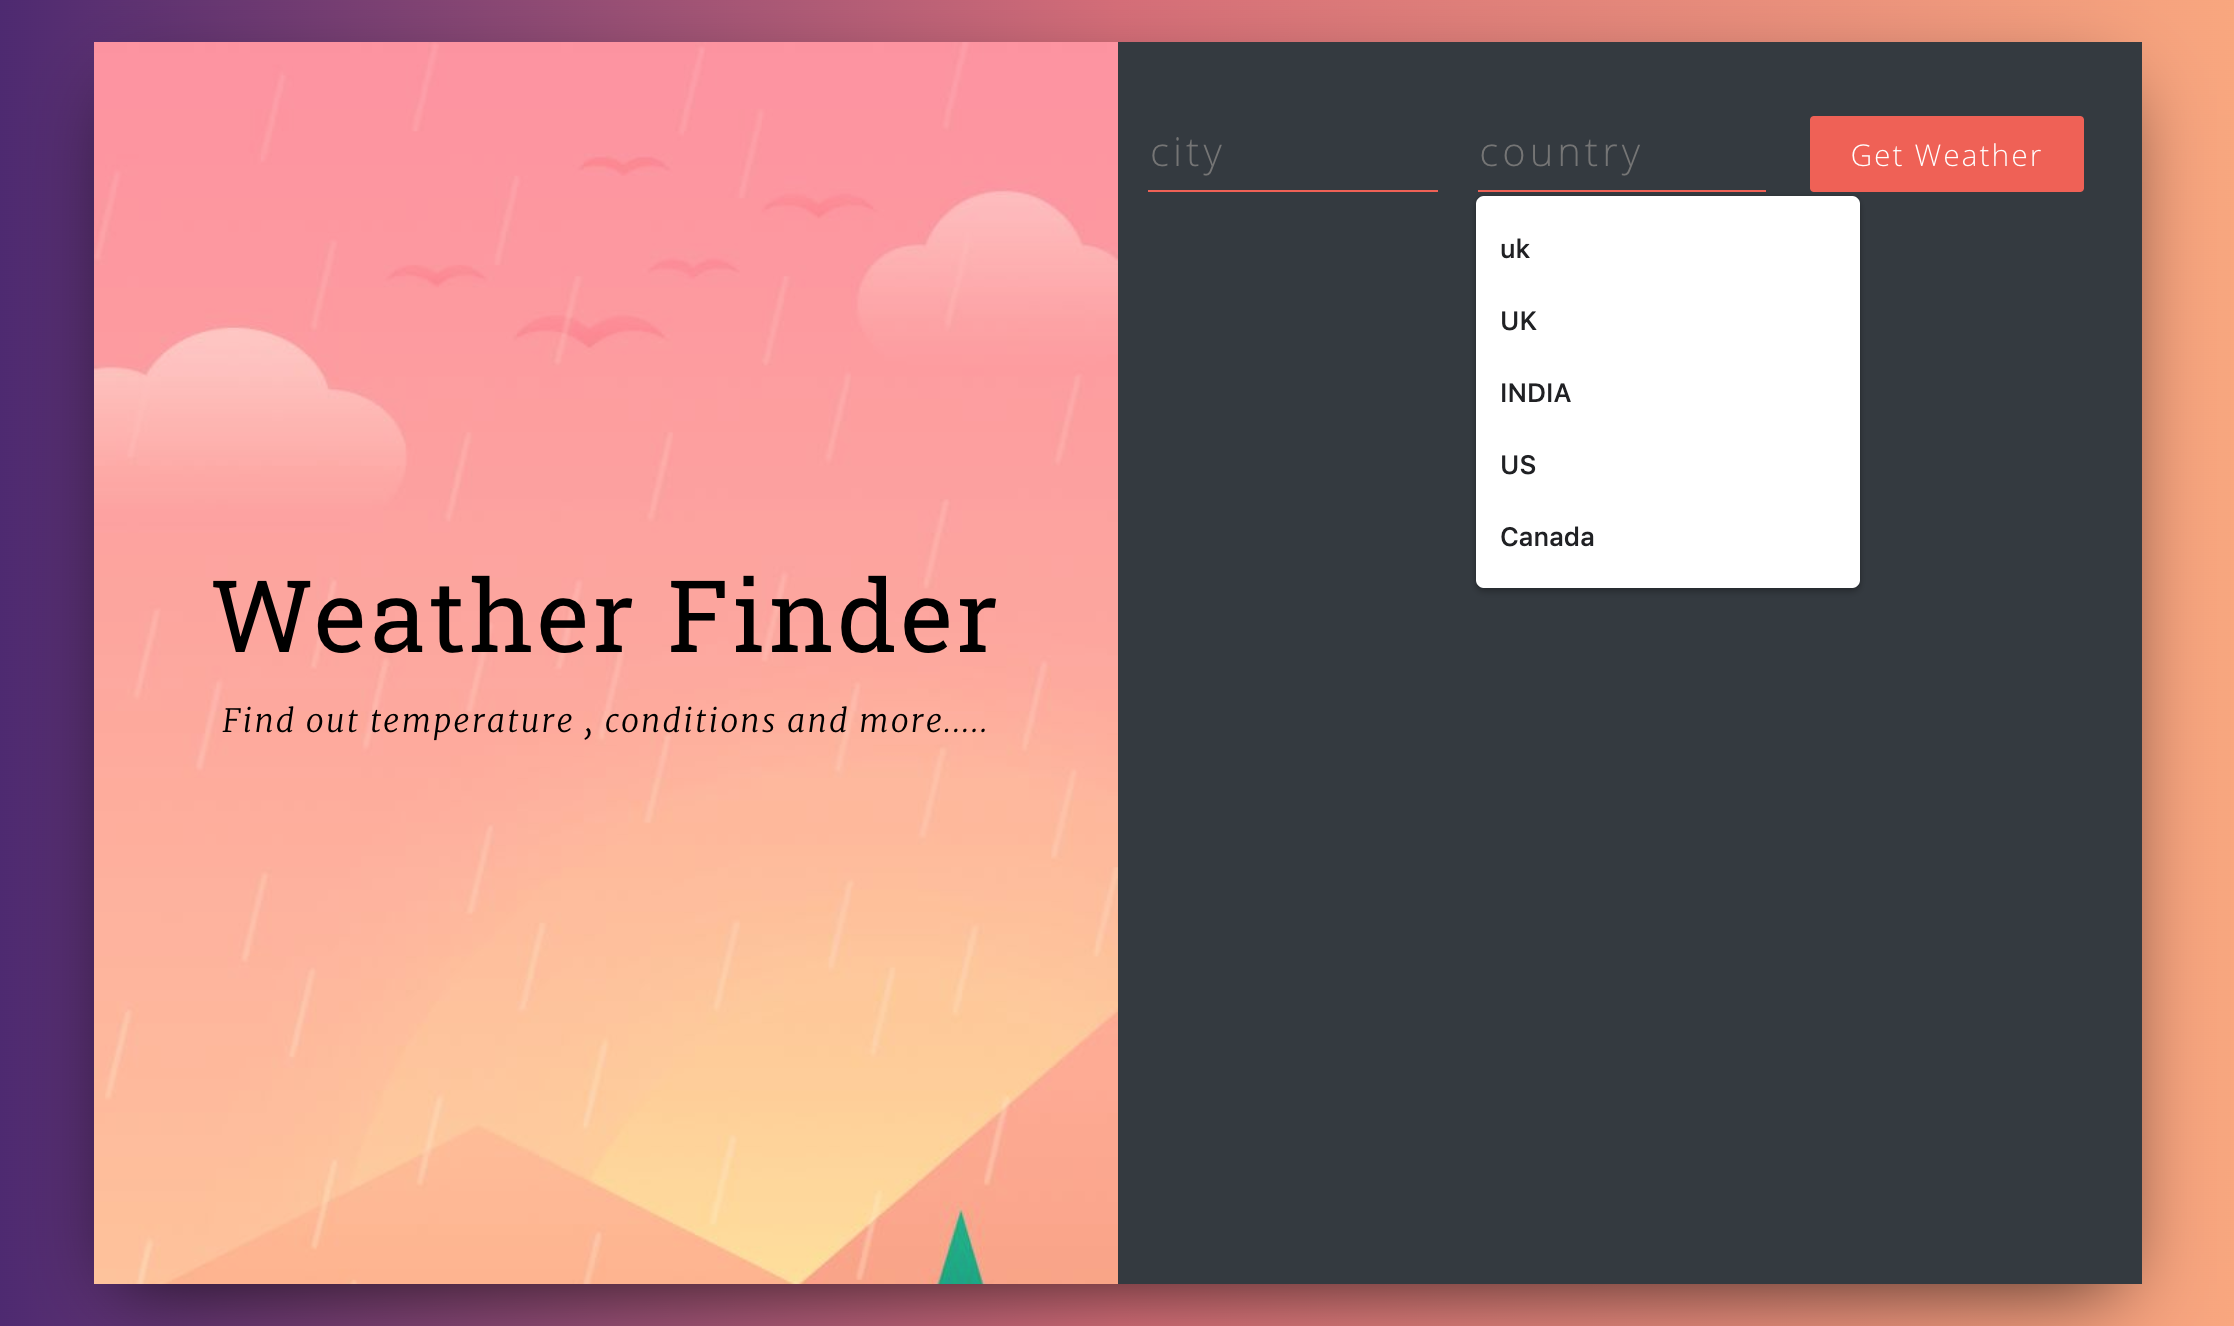 Weather Finder
Find out temperature , conditions and more.....
city
country
Get Weather
uk
UK
INDIA
US
Canada